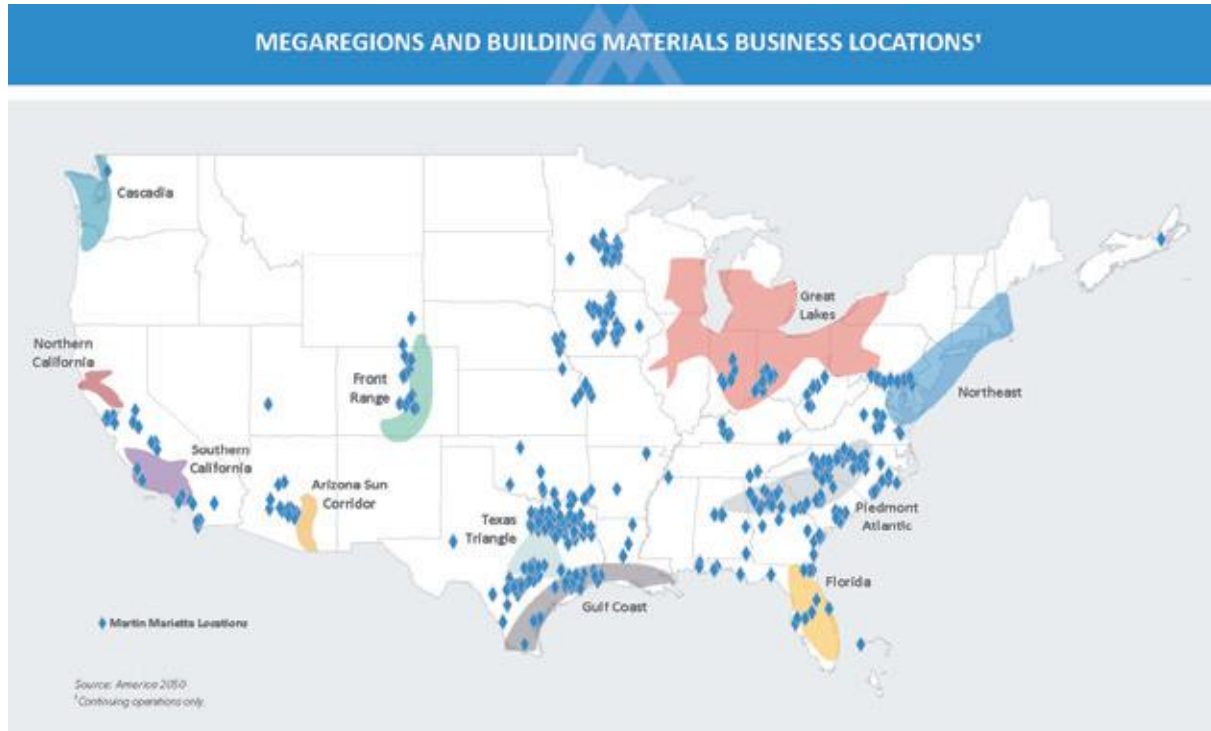 MEGAREGIONS AND BUILDING MATERIALS BUSINESS LOCATIONS¹
Cascadia
Great
Lakes
Northern
California
Front
Range
Northeast
Southern
California
Arizona Sun
Corridor
Texas
Triangle
Piedmont
Atlantic
Florida
Gulf Coast
Martin Marietta Locations
Source: America 2050
¹Continuing operations only.